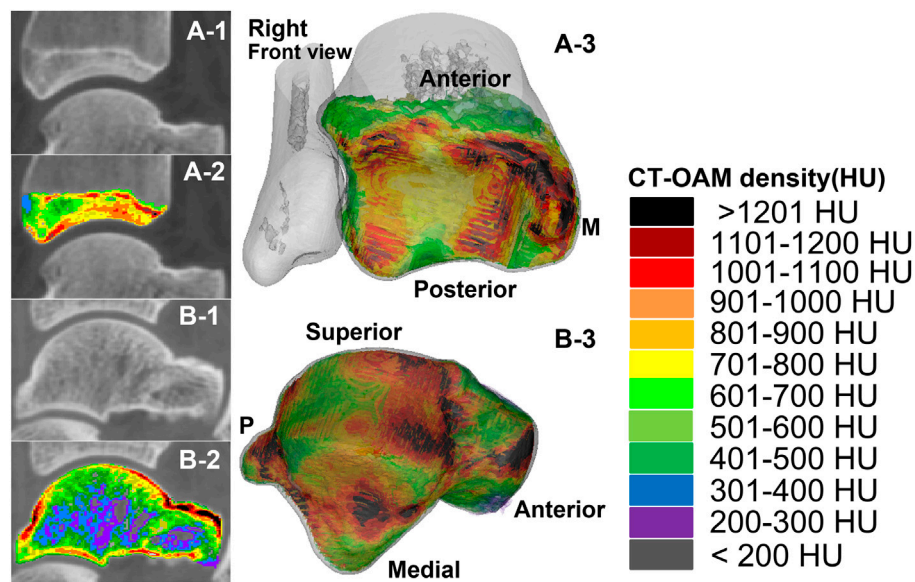 A-1
A-2
B-1
B-2
Right
Front view
A-3
Anterior
M
Posterior
Superior
B-3
P
Anterior
Medial
CT-OAM density(HU)
>1201 HU
1101-1200 HU
1001-1100 HU
901-1000 HU
801-900 HU
701-800 HU
601-700 HU
501-600 HU
401-500 HU
301-400 HU
200-300 HU
< 200 HU